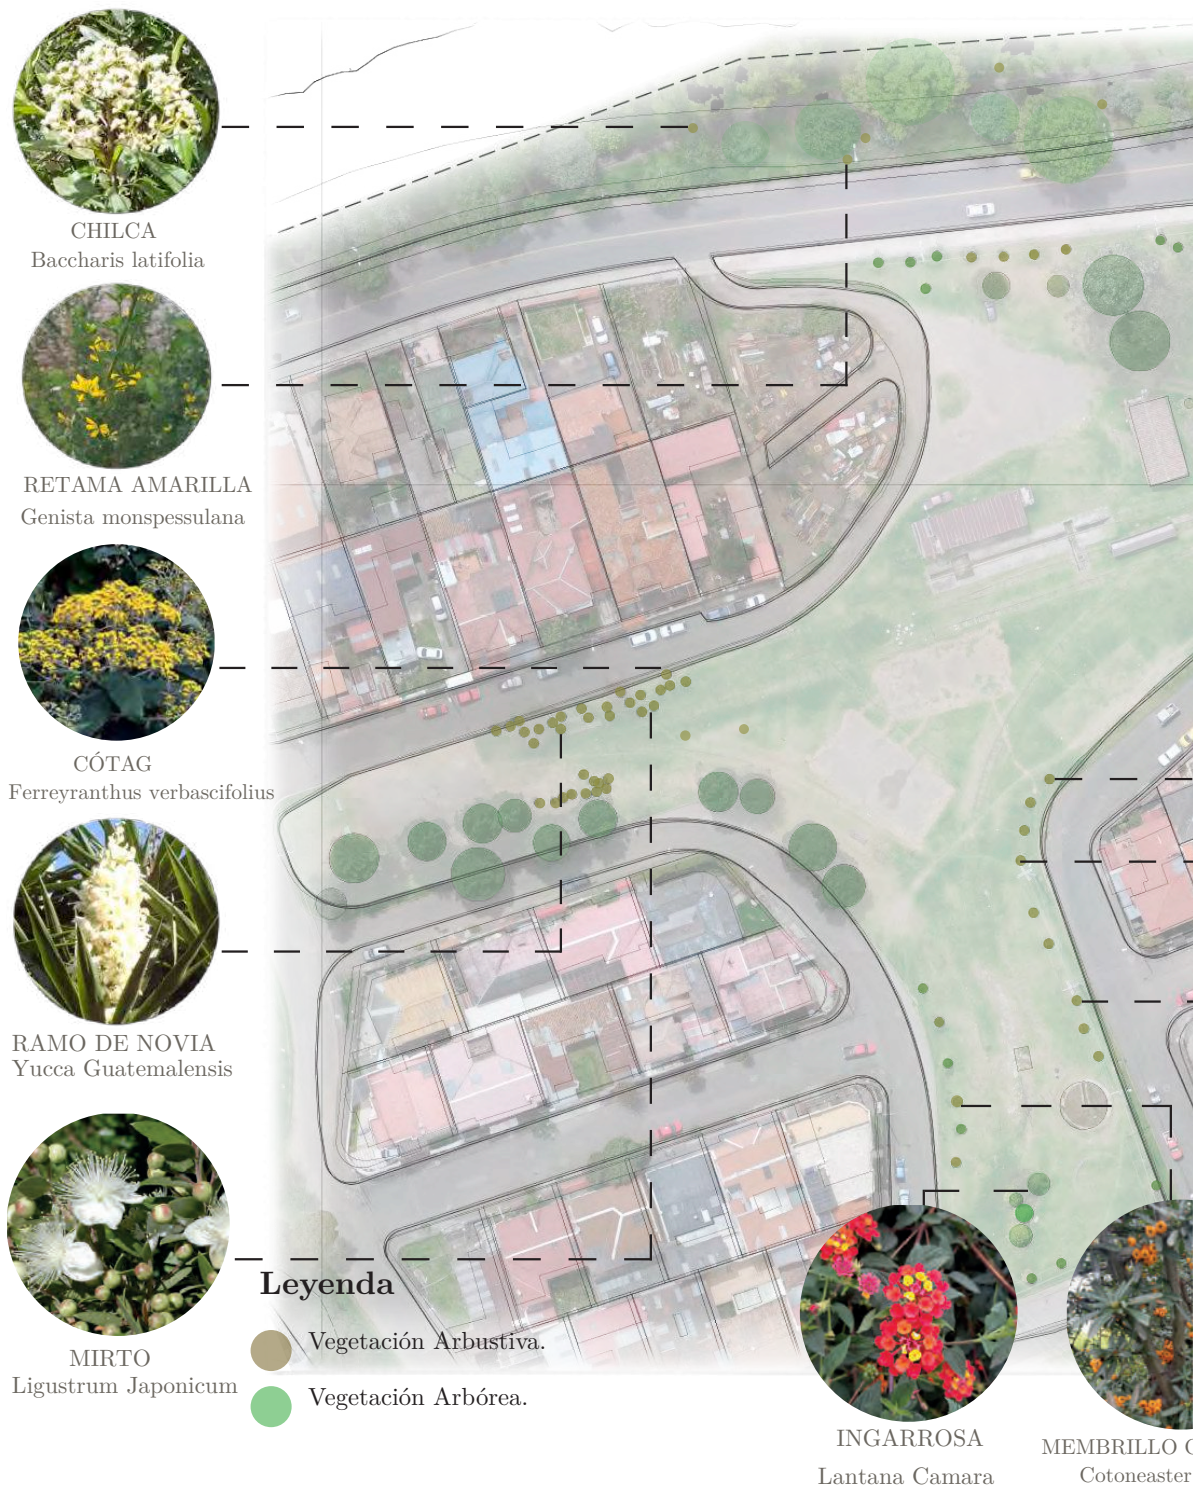 CHILCA
Baccharis latifolia
RETAMA AMARILLA
Genista monspessulana
CÓTAG
Ferreyranthus verbascifolius
RAMO DE NOVIA
Yucca Guatemalensis
MIRTO
Ligustrum Japonicum
Leyenda
Vegetación Arbustiva.
Vegetación Arbórea.
INGARROSA
Lantana Camara
MEMBRILLO
Cotoneaster